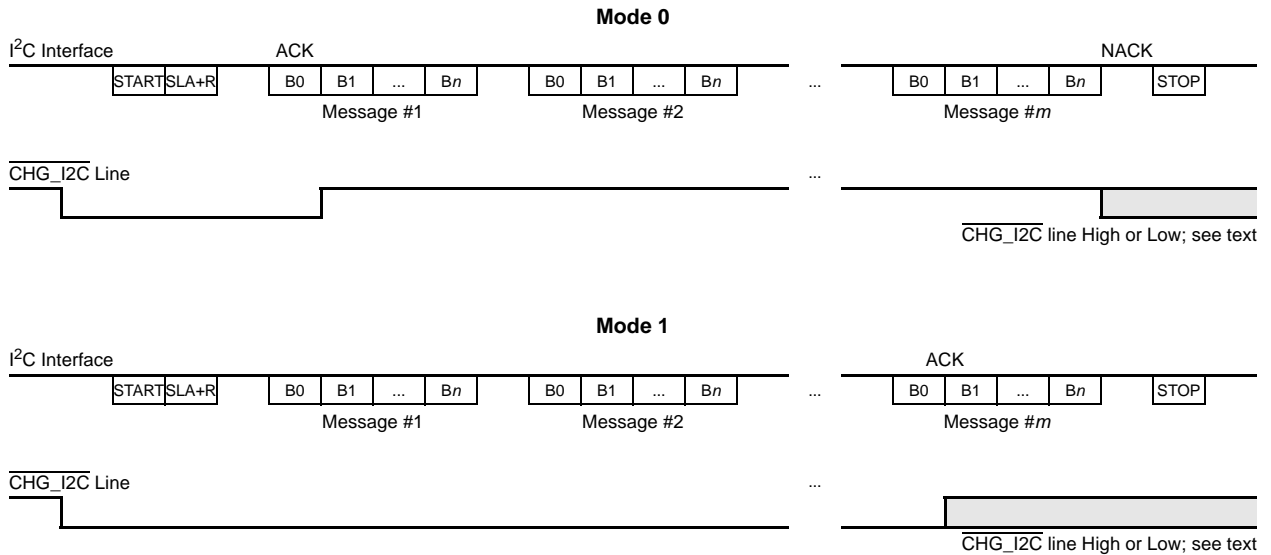 Mode 0
I²C Interface ACK NACK
START SLA+R B0 B1 ... Bn B0 B1 ... Bn ... B0 B1 ... Bn STOP
Message #1 Message #2 Message #m
CHG_I2C Line ...
CHG_I2C line High or Low; see text
Mode 1
I²C Interface ACK
START SLA+R B0 B1 ... Bn B0 B1 ... Bn ... B0 B1 ... Bn STOP
Message #1 Message #2 Message #m
CHG_I2C Line ...
CHG_I2C line High or Low; see text